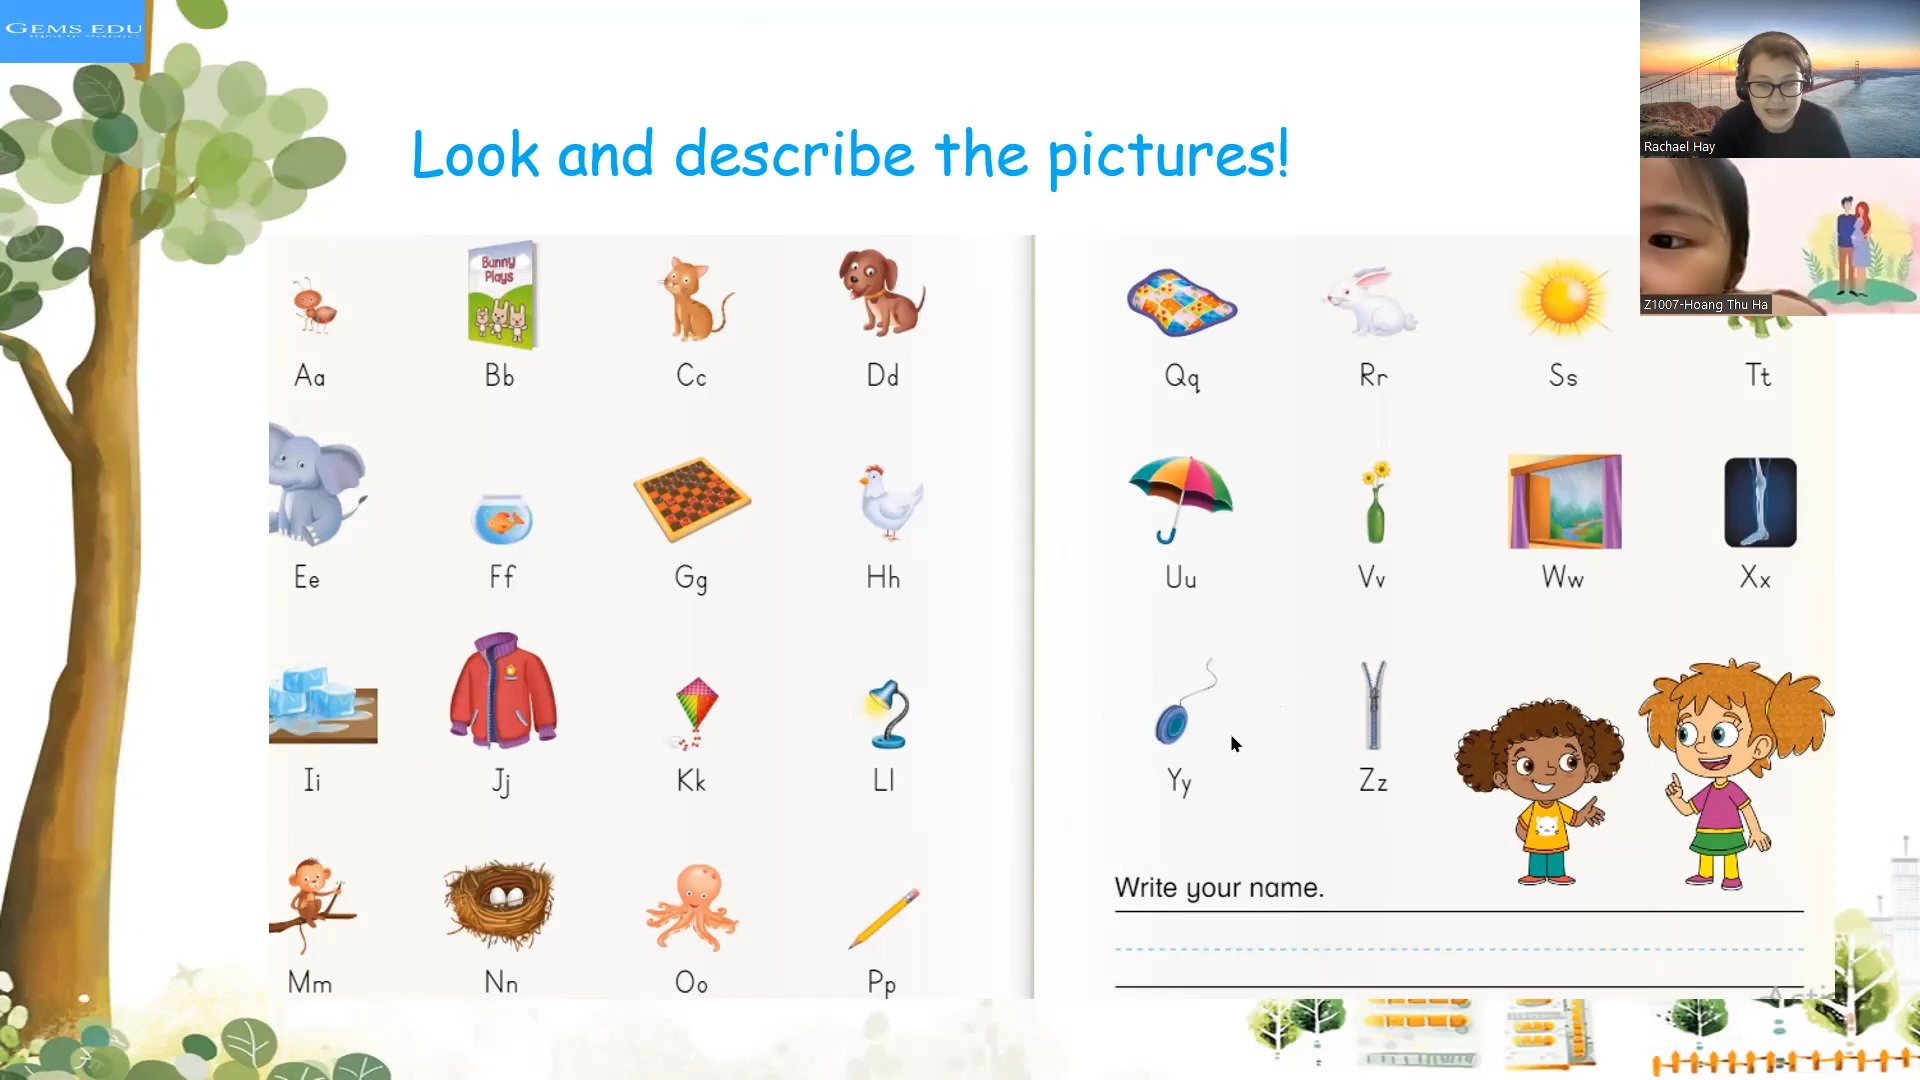 GEMS EDU
Look and describe the pictures!
Rachael Hay
Z1007-Hoang Thu Ha
Bunny
Plays
Aa Bb Cc Dd
Qq Rr Ss Tt
Ee Ff Gg Hh
Uu Vv Ww Xx
Ii Jj Kk Ll
Yy Zz
Mm Nn Oo Pp
Write your name.